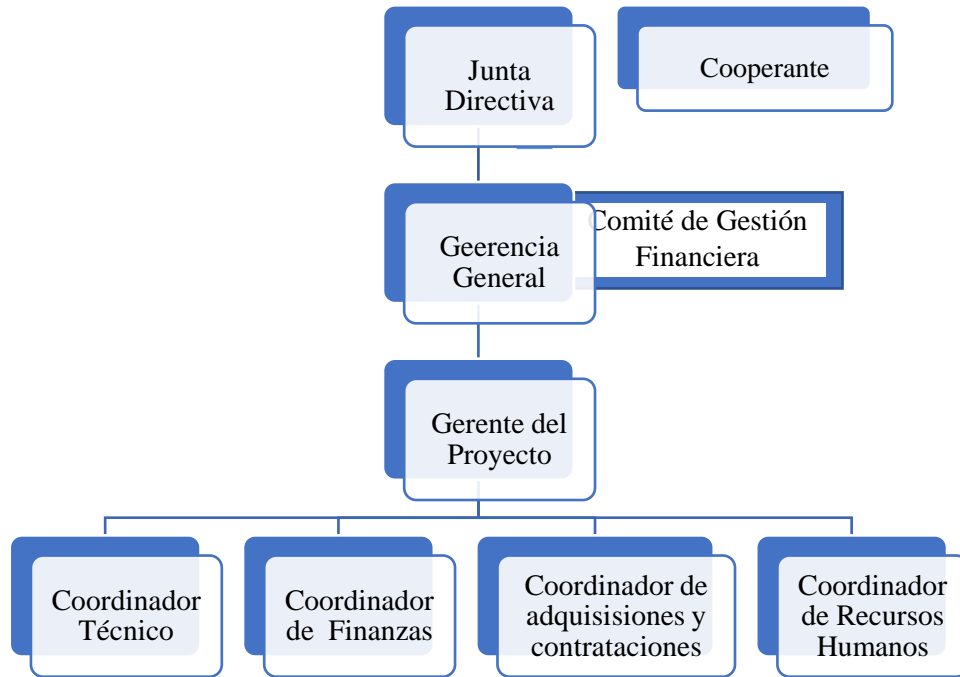 Junta
Directiva
Cooperante
Geerencia
General
Comité de Gestión
Financiera
Gerente del
Proyecto
Coordinador
Técnico
Coordinador
de Finanzas
Coordinador de
adquisisiones y
contrataciones
Coordinador
de Recursos
Humanos